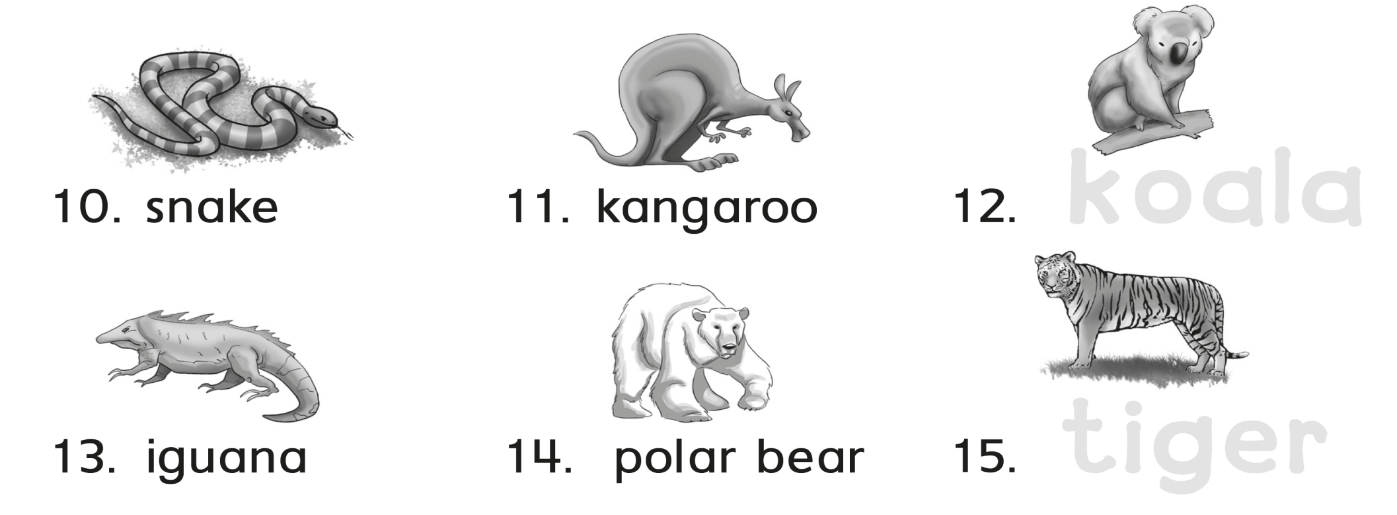 10. snake 11. kangaroo 12. koala
13. iguana 14. polar bear 15. tiger